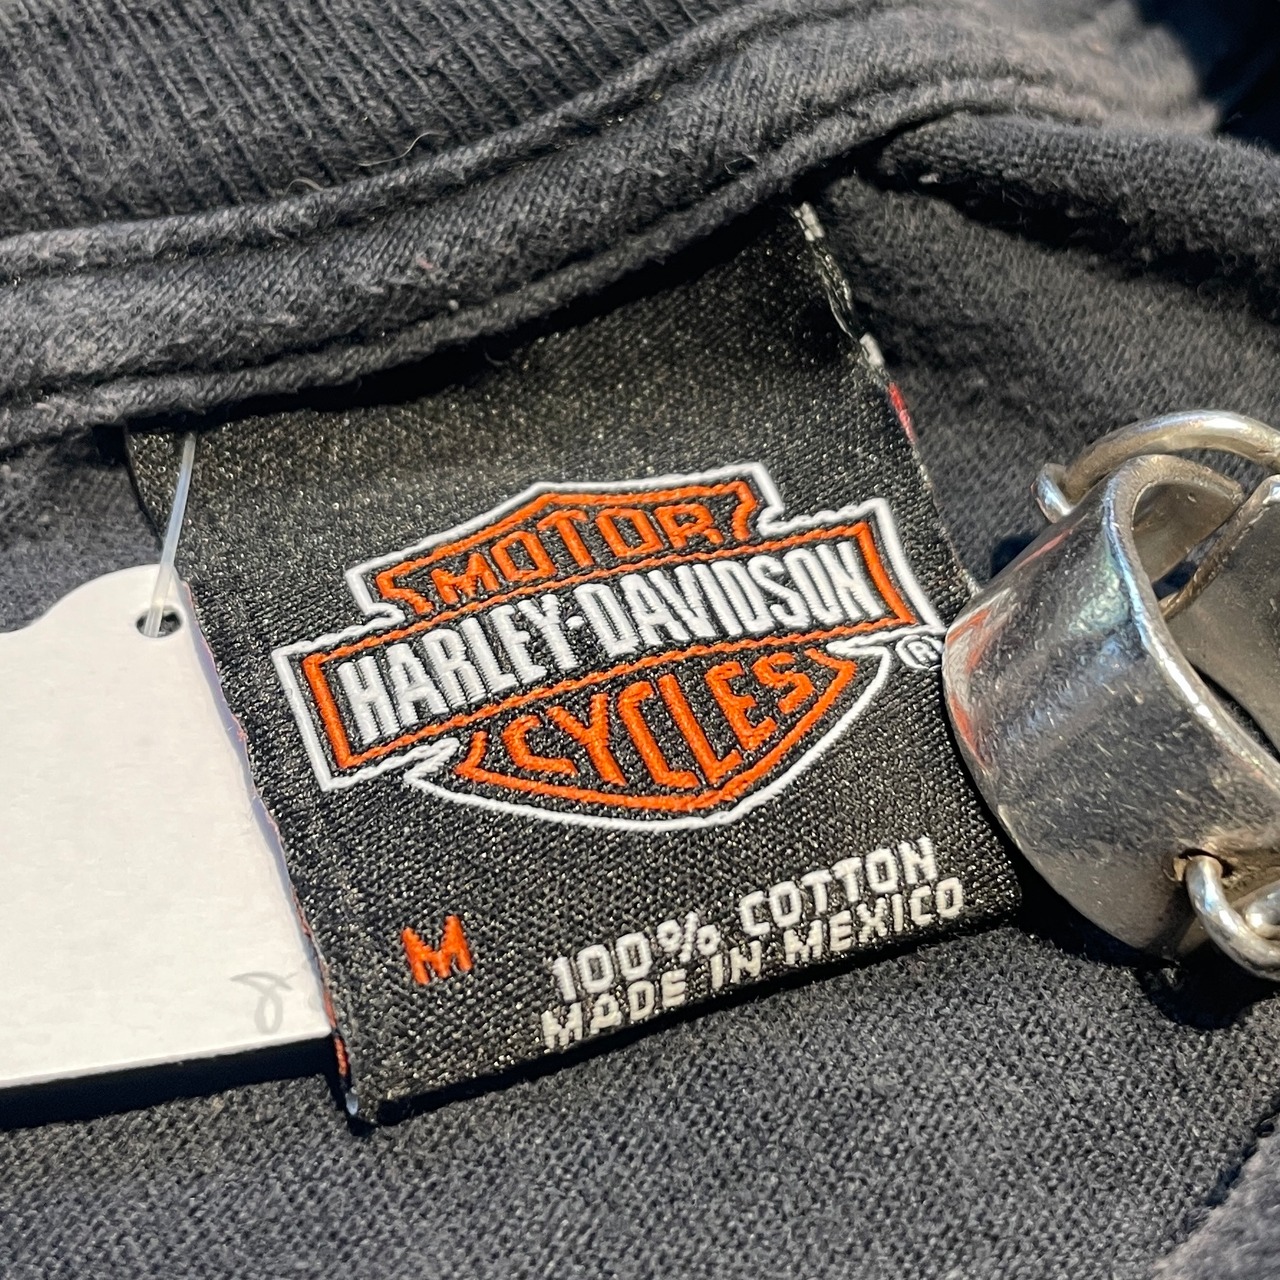 MOTOR
HARLEY-DAVIDSON
CYCLES
®
M
100% COTTON
MADE IN MEXICO